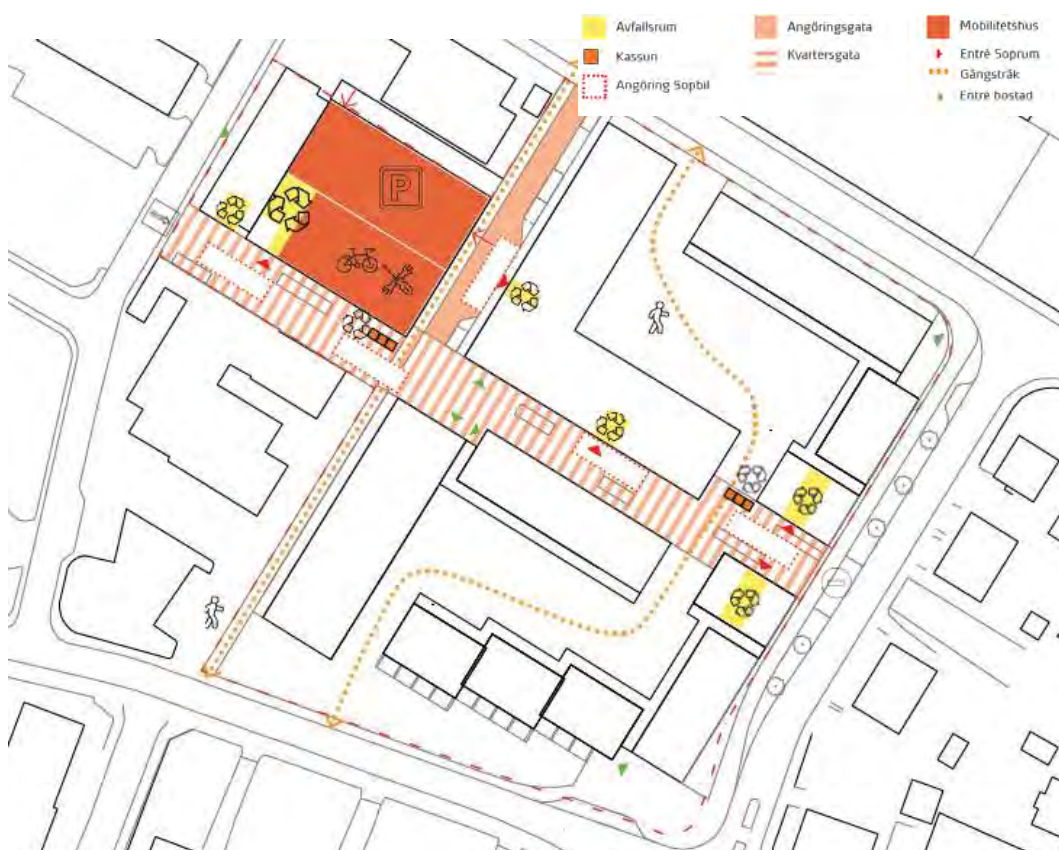 Avfallsrum
Kassun
Angöring Sopbil
Angöringsgata
Kvartersgata
Mobilitetshus
Entré Soprum
Gångstråk
Entré bostad
P